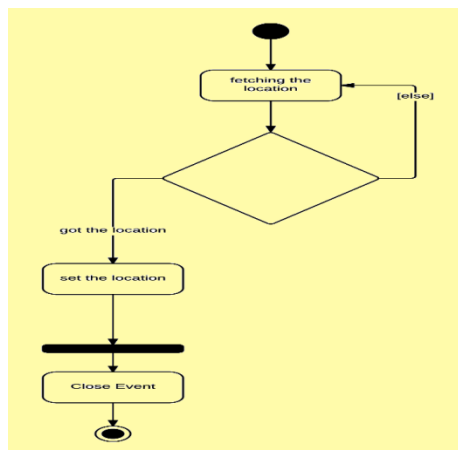 fetching the
location
[else]
got the location
set the location
Close Event